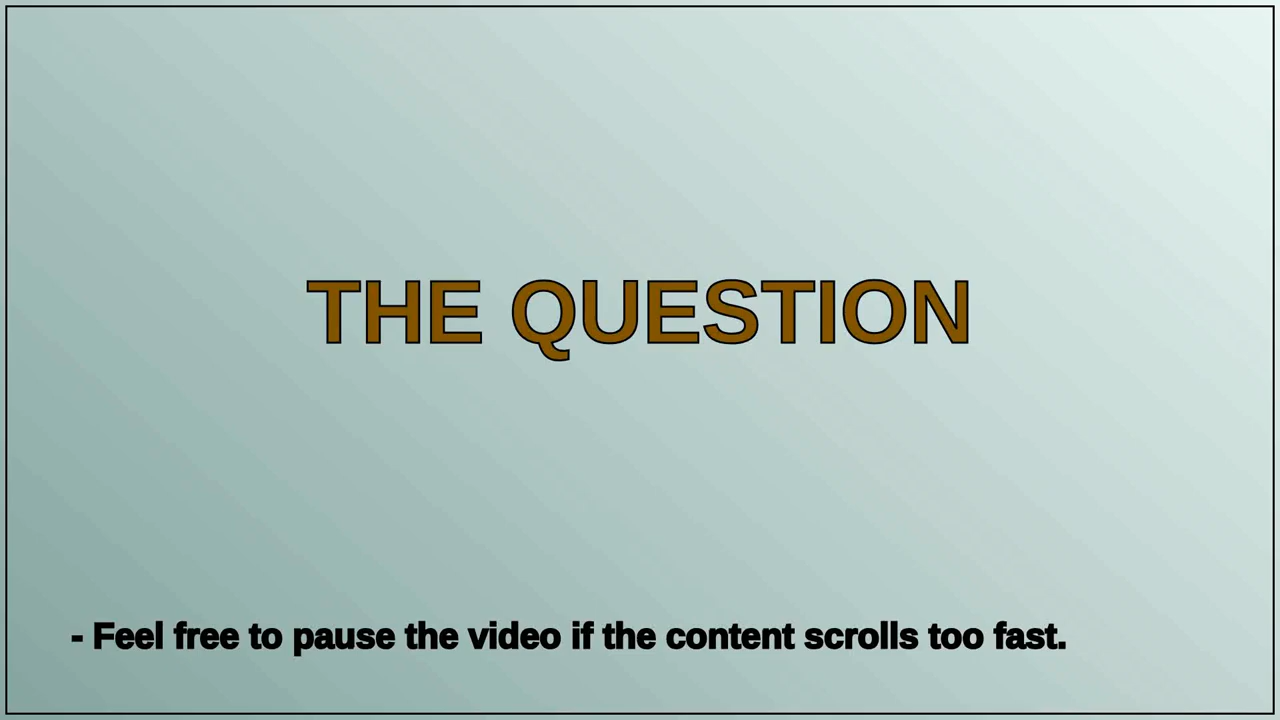 THE QUESTION
- Feel free to pause the video if the content scrolls too fast.